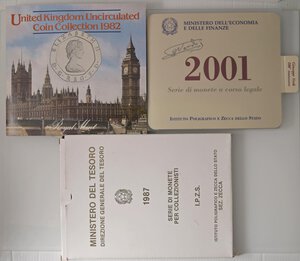 United Kingdom Uncirculated
Coin Collection 1982
Royal Mint
MINISTERO DELL'ECONOMIA
E DELLE FINANZE
2001
Serie di monete a corso legale
ISTITUTO POLIGRAFICO E ZECCA DELLO STATO
MINISTERO DEL TESORO
DIREZIONE GENERALE DEL TESORO
1987
SERIE DI MONETE
PER COLLEZIONISTI
I.P.Z.S.
ISTITUTO POLIGRAFICO E ZECCA DELLO STATO
SEZ. ZECCA